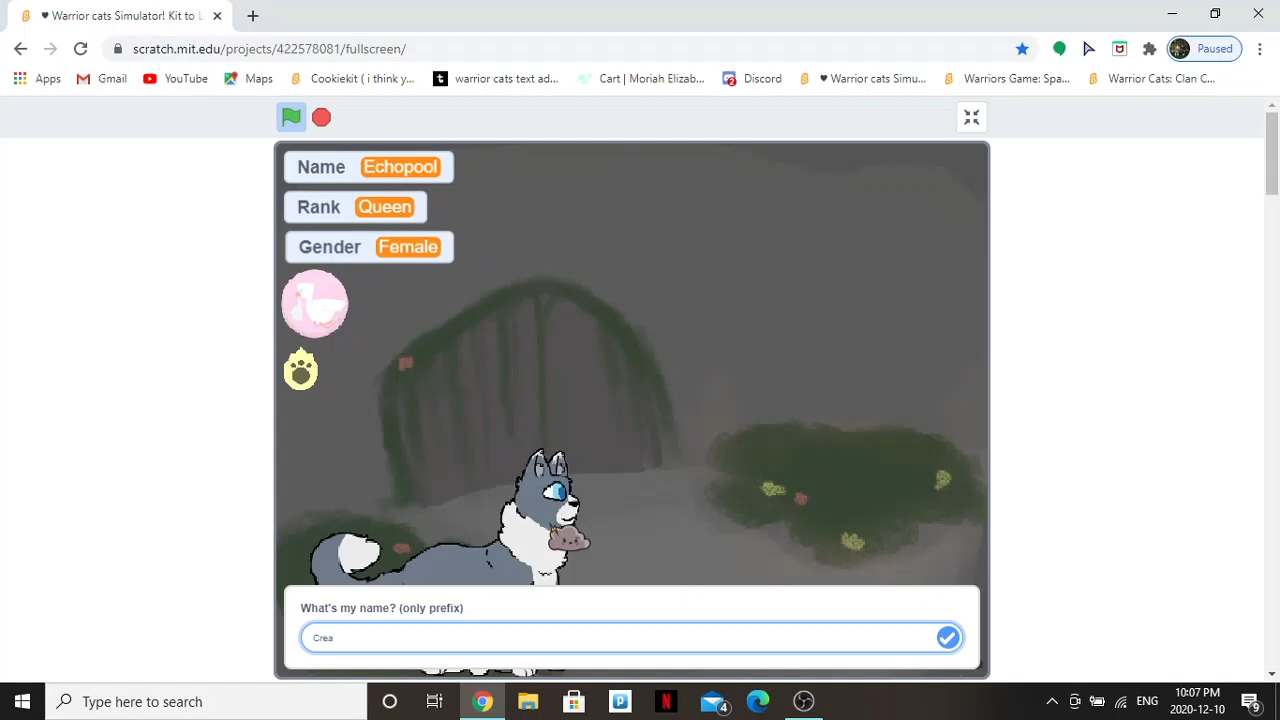 ♥ Warrior cats Simulator! Kit to L
scratch.mit.edu/projects/422578081/fullscreen/
Paused
Apps
Gmail
YouTube
Maps
Cookiekit ( i think y...
warrior cats text ad...
Cart | Moriah Elizab...
Discord
♥ Warrior cats Simu...
Warriors Game: Spa...
Warrior Cats: Clan C...
Name Echopool
Rank Queen
Gender Female
What's my name? (only prefix)
Crea
Type here to search
4
ENG
10:07 PM
2020-12-10
9